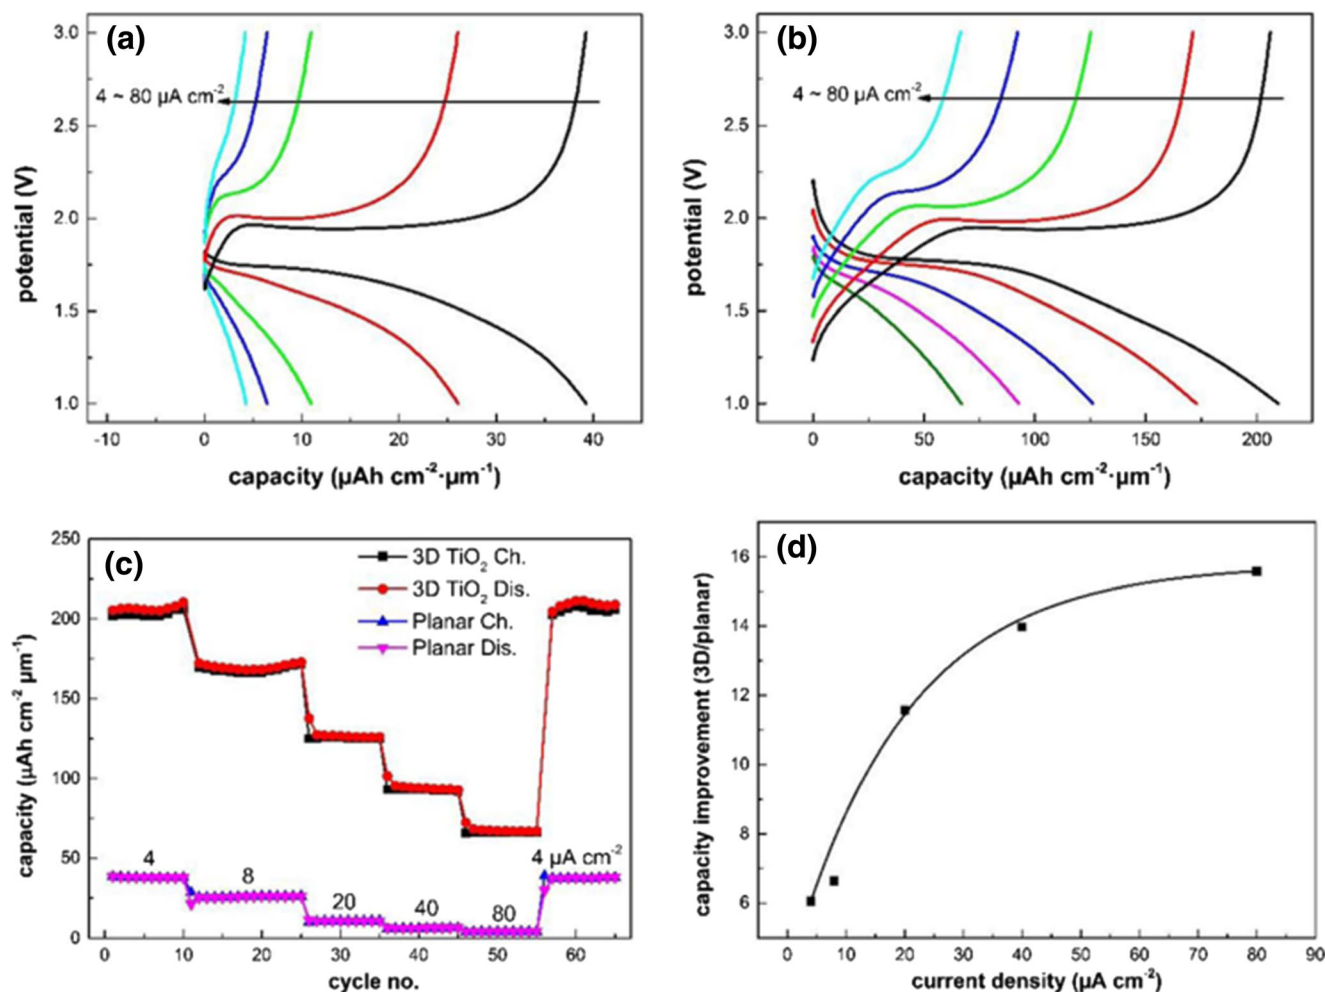 (a)
3.0
2.5
2.0
1.5
1.0
4 ~ 80 µA cm-2
-10 0 10 20 30 40
potential (V)
capacity (µAh cm-2·µm-1)
(b)
3.0
2.5
2.0
1.5
1.0
4 ~ 80 µA cm-2
0 50 100 150 200
potential (V)
capacity (µAh cm-2·µm-1)
(c)
250
200
150
100
50
0
3D TiO2 Ch.
3D TiO2 Dis.
Planar Ch.
Planar Dis.
4 8 20 40 80 4 µA cm-2
0 10 20 30 40 50 60
capacity (µAh cm-2 µm-1)
cycle no.
(d)
16
14
12
10
8
6
0 10 20 30 40 50 60 70 80 90
capacity improvement (3D/planar)
current density (µA cm-2)